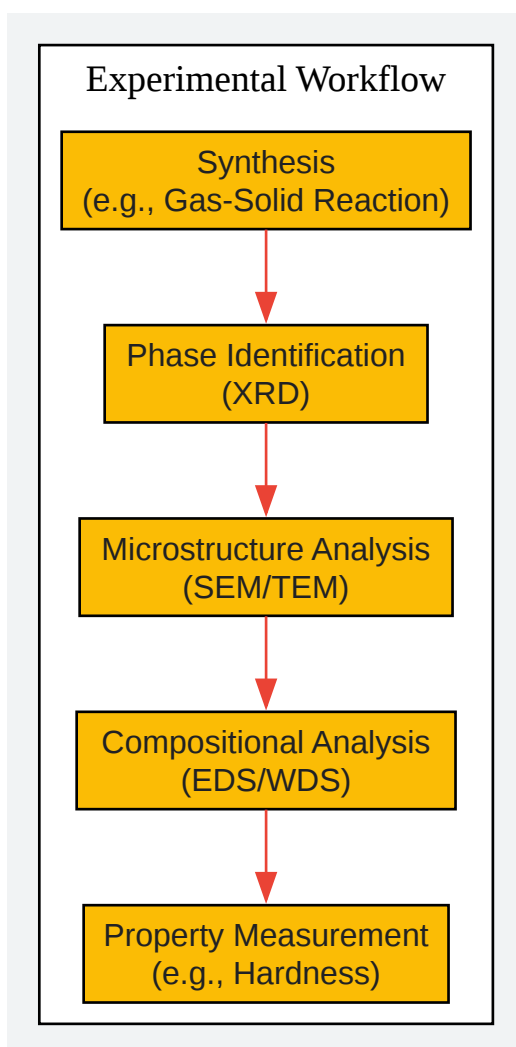 Experimental Workflow
Synthesis
(e.g., Gas-Solid Reaction)
Phase Identification
(XRD)
Microstructure Analysis
(SEM/TEM)
Compositional Analysis
(EDS/WDS)
Property Measurement
(e.g., Hardness)